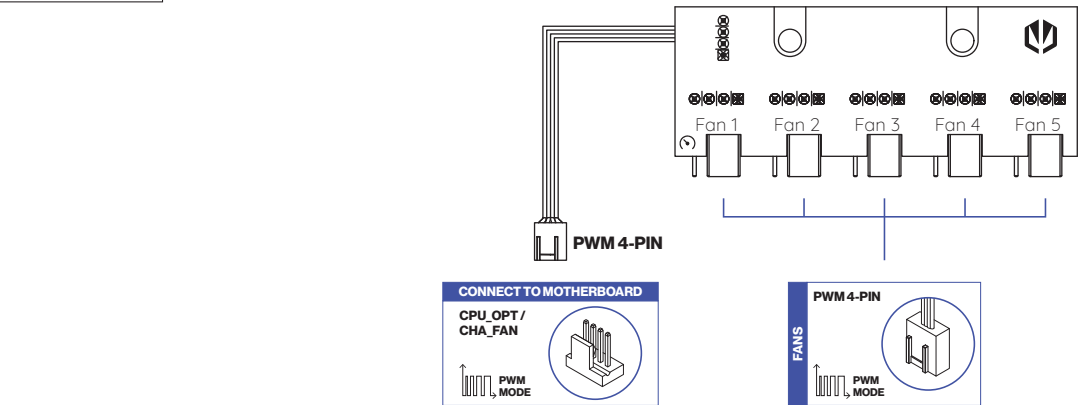 Fan 1 Fan 2 Fan 3 Fan 4 Fan 5
PWM 4-PIN
CONNECT TO MOTHERBOARD
CPU_OPT /
CHA_FAN
PWM
MODE
FANS
PWM 4-PIN
PWM
MODE